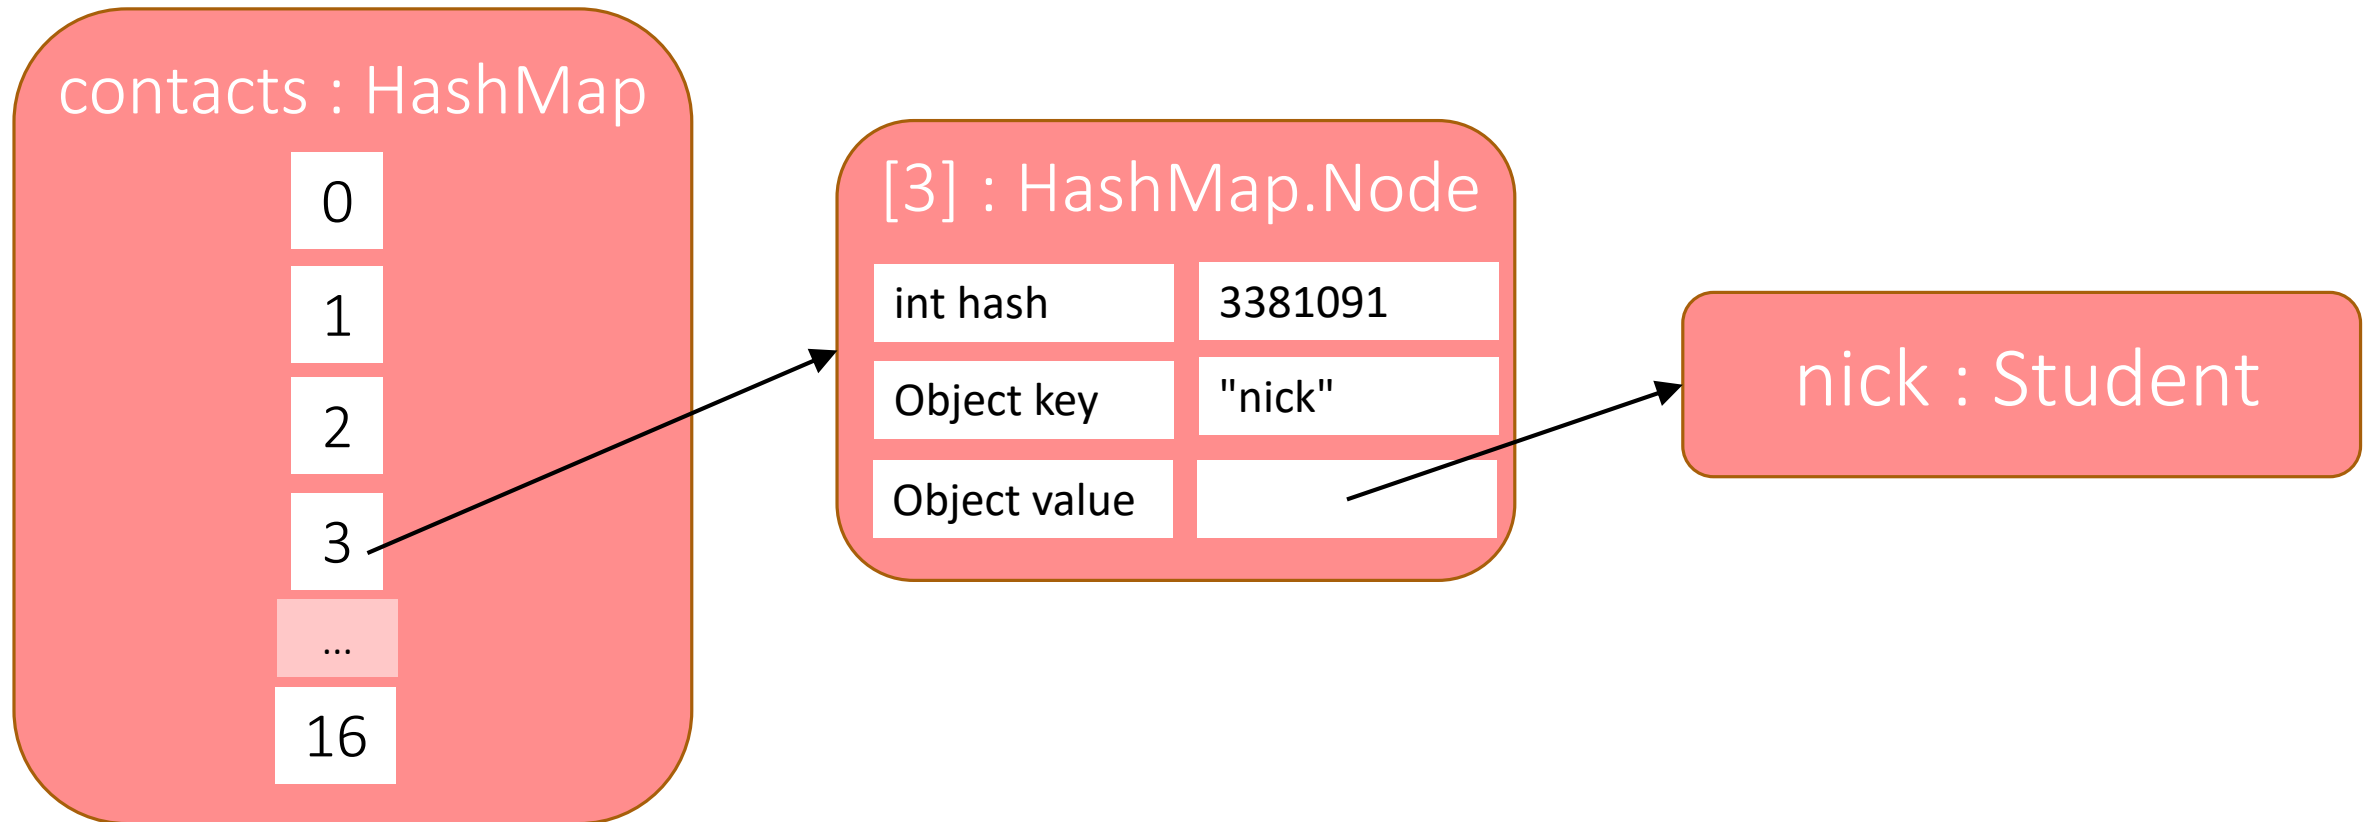 contacts : HashMap
0
1
2
3
...
16
[3] : HashMap.Node
int hash 3381091
Object key "nick"
Object value
nick : Student